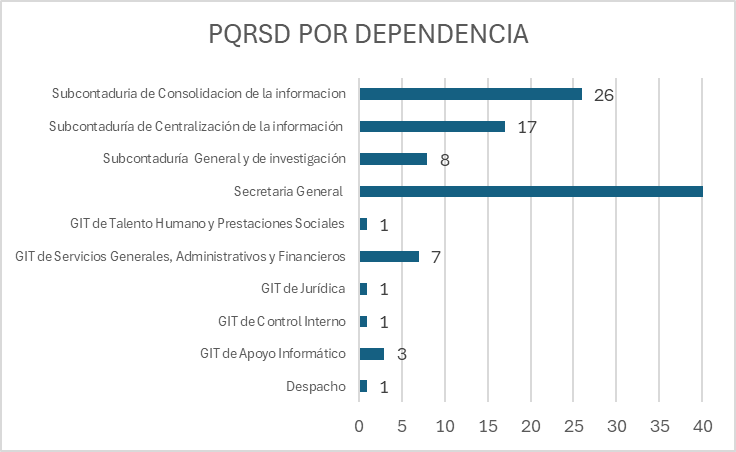 PQRSD POR DEPENDENCIA
Subcontaduria de Consolidacion de la informacion 26
Subcontaduría de Centralización de la información 17
Subcontaduría General y de investigación 8
Secretaria General
GIT de Talento Humano y Prestaciones Sociales 1
GIT de Servicios Generales, Administrativos y Financieros 7
GIT de Jurídica 1
GIT de Control Interno 1
GIT de Apoyo Informático 3
Despacho 1
0 5 10 15 20 25 30 35 40